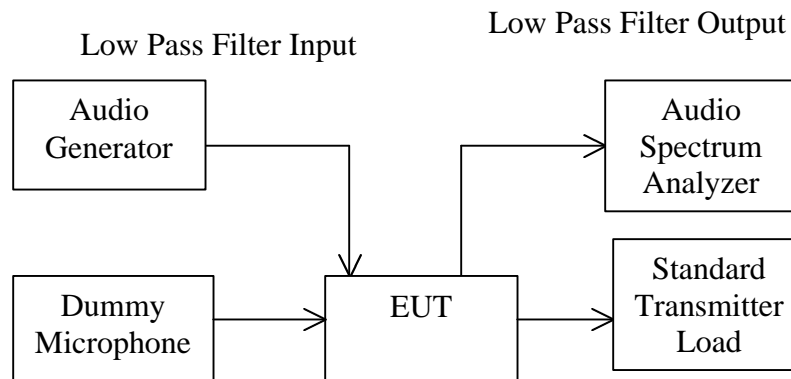 Low Pass Filter Input
Low Pass Filter Output
Audio
Generator
Audio
Spectrum
Analyzer
Dummy
Microphone
EUT
Standard
Transmitter
Load